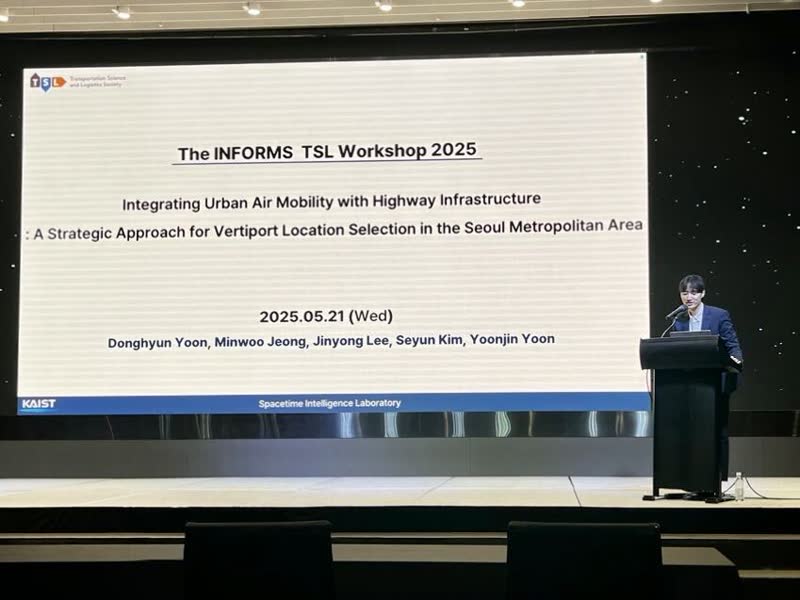 TSL
Transportation Science
and Logistics Society
The INFORMS TSL Workshop 2025
Integrating Urban Air Mobility with Highway Infrastructure
: A Strategic Approach for Vertiport Location Selection in the Seoul Metropolitan Area
2025.05.21 (Wed)
Donghyun Yoon, Minwoo Jeong, Jinyong Lee, Seyun Kim, Yoonjin Yoon
KAIST
Spacetime Intelligence Laboratory